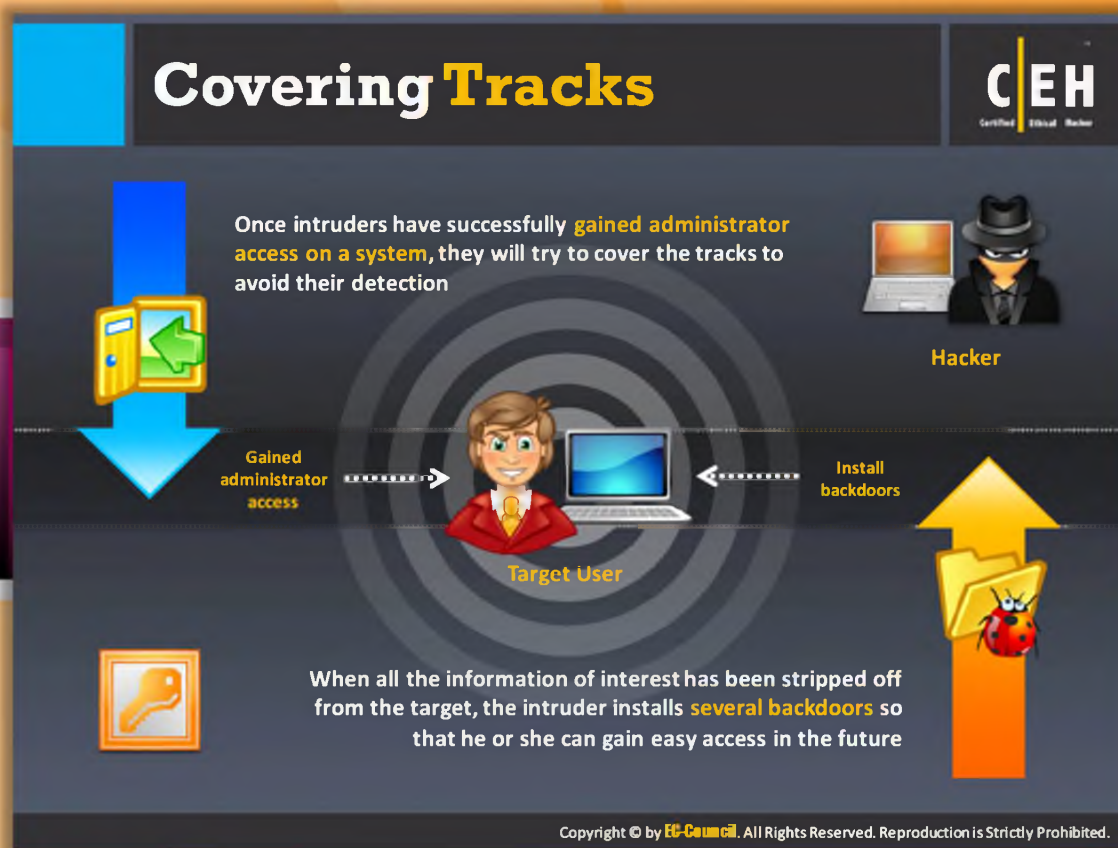 Covering Tracks
CEH
Certified Ethical Hacker
Once intruders have successfully gained administrator
access on a system, they will try to cover the tracks to
avoid their detection
Hacker
Gained
administrator
access
Install
backdoors
Target User
When all the information of interest has been stripped off
from the target, the intruder installs several backdoors so
that he or she can gain easy access in the future
Copyright © by EC-Council. All Rights Reserved. Reproduction is Strictly Prohibited.